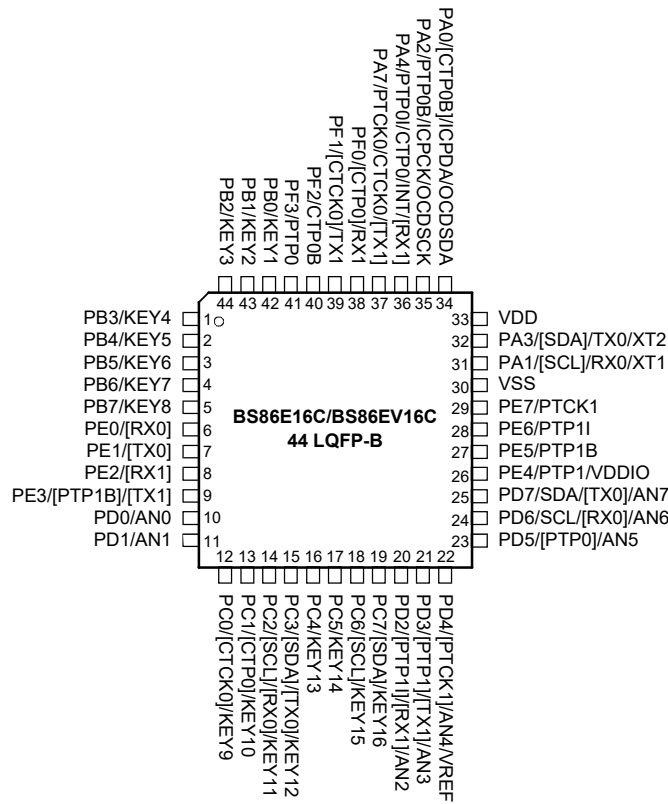 PB2/KEY3
PB1/KEY2
PB0/KEY1
PF3/PTP0
PF2/CTP0B
PF1/[CTCK0]/TX1
PF0/[CTP0]/RX1
PA7/PTCK0/CTCK0/[TX1]
PA4/PTP0I/CTP0/INT/[RX1]
PA2/PTP0B/ICPCK/OCDSCK
PA0/[CTP0B]/ICPDA/OCDSDA
44 43 42 41 40 39 38 37 36 35 34
PB3/KEY4 1
PB4/KEY5 2
PB5/KEY6 3
PB6/KEY7 4
PB7/KEY8 5
PE0/[RX0] 6
PE1/[TX0] 7
PE2/[RX1] 8
PE3/[PTP1B]/[TX1] 9
PD0/AN0 10
PD1/AN1 11
BS86E16C/BS86EV16C
44 LQFP-B
33 VDD
32 PA3/[SDA]/TX0/XT2
31 PA1/[SCL]/RX0/XT1
30 VSS
29 PE7/PTCK1
28 PE6/PTP1I
27 PE5/PTP1B
26 PE4/PTP1/VDDIO
25 PD7/SDA/[TX0]/AN7
24 PD6/SCL/[RX0]/AN6
23 PD5/[PTP0]/AN5
12 13 14 15 16 17 18 19 20 21 22
PC0/[CTCK0]/KEY9
PC1/[CTP0]/KEY10
PC2/[SCL]/[RX0]/KEY11
PC3/[SDA]/[TX0]/KEY12
PC4/KEY13
PC5/KEY14
PC6/[SCL]/KEY15
PC7/[SDA]/KEY16
PD2/[PTP1I]/[RX1]/AN2
PD3/[PTP1]/[TX1]/AN3
PD4/[PTCK1]/AN4/VREF